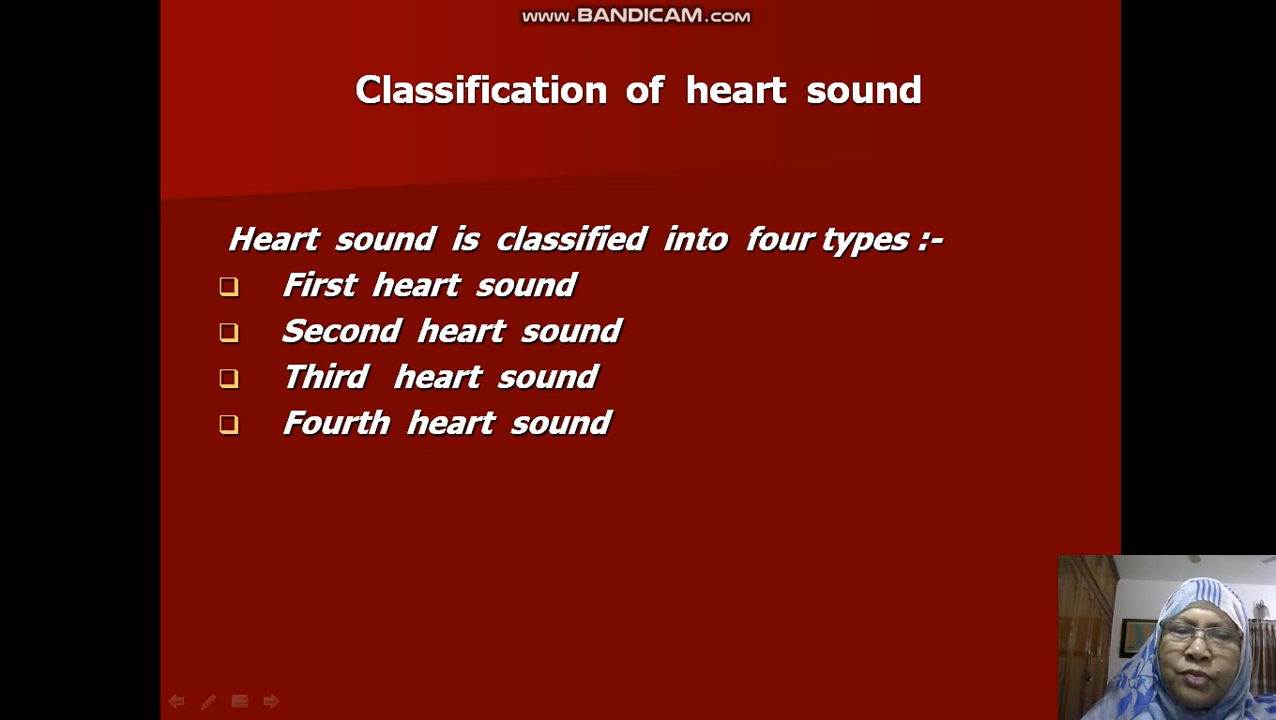 www.BANDICAM.com
Classification of heart sound
Heart sound is classified into four types :-
First heart sound
Second heart sound
Third heart sound
Fourth heart sound